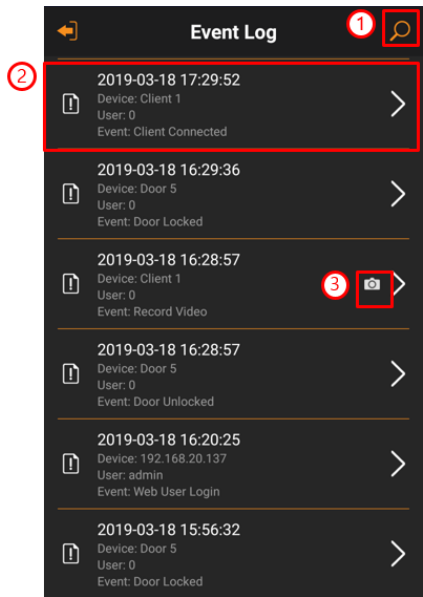 Event Log
1
2
2019-03-18 17:29:52
Device: Client 1
User: 0
Event: Client Connected
2019-03-18 16:29:36
Device: Door 5
User: 0
Event: Door Locked
2019-03-18 16:28:57
Device: Client 1
User: 0
Event: Record Video
3
2019-03-18 16:28:57
Device: Door 5
User: 0
Event: Door Unlocked
2019-03-18 16:20:25
Device: 192.168.20.137
User: admin
Event: Web User Login
2019-03-18 15:56:32
Device: Door 5
User: 0
Event: Door Locked